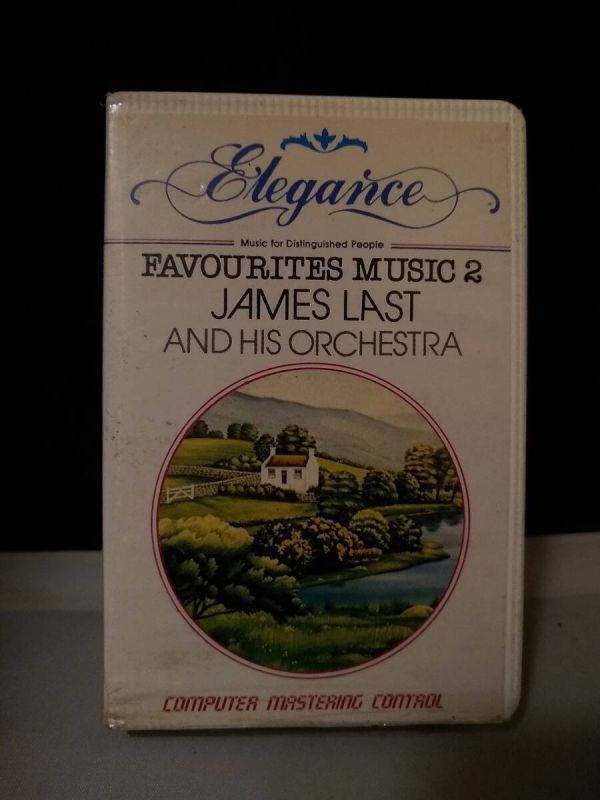 Elegance
Music for Distinguished People
FAVOURITES MUSIC 2
JAMES LAST
AND HIS ORCHESTRA
COMPUTER MASTERING CONTROL